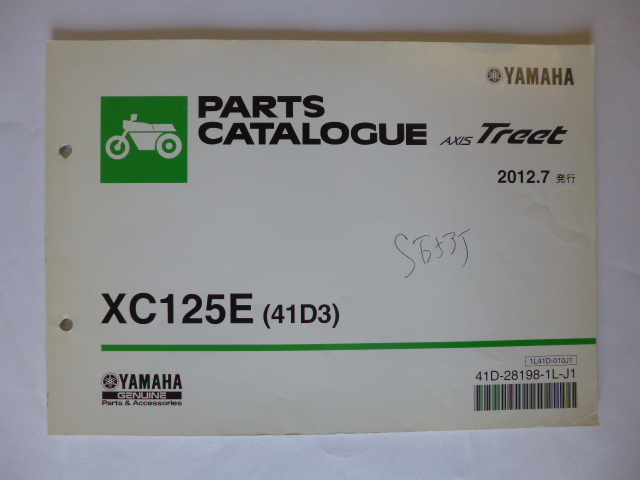 YAMAHA
PARTS
CATALOGUE
AXIS Treet
2012.7 発行
XC125E (41D3)
1L41D-010J1
YAMAHA
GENUINE
Parts & Accessories
41D-28198-1L-J1